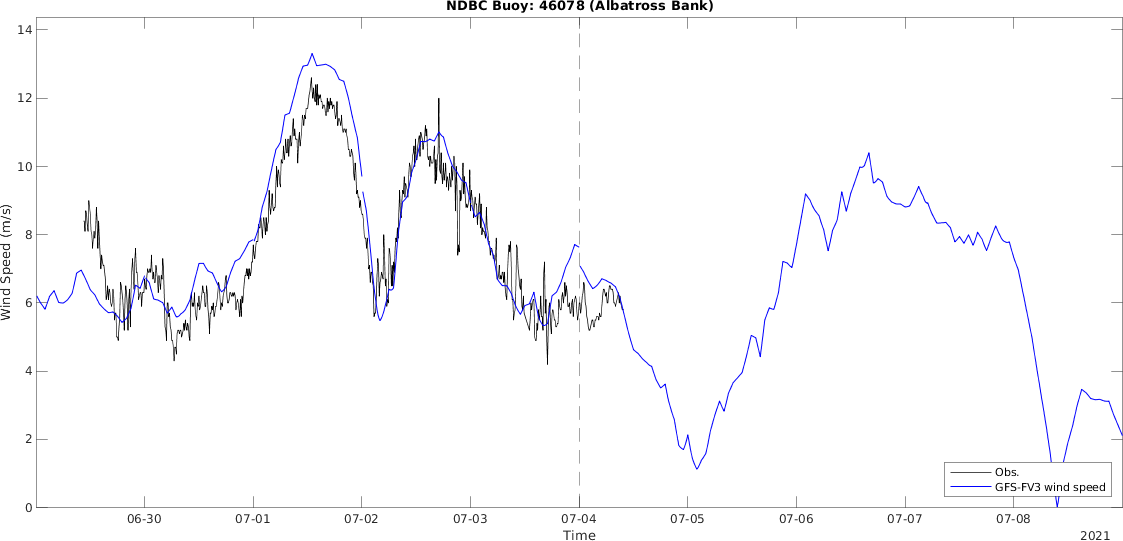 NDBC Buoy: 46078 (Albatross Bank)
Wind Speed (m/s)
14
12
10
8
6
4
2
0
06-30 07-01 07-02 07-03 07-04 07-05 07-06 07-07 07-08
Time
2021
Obs.
GFS-FV3 wind speed